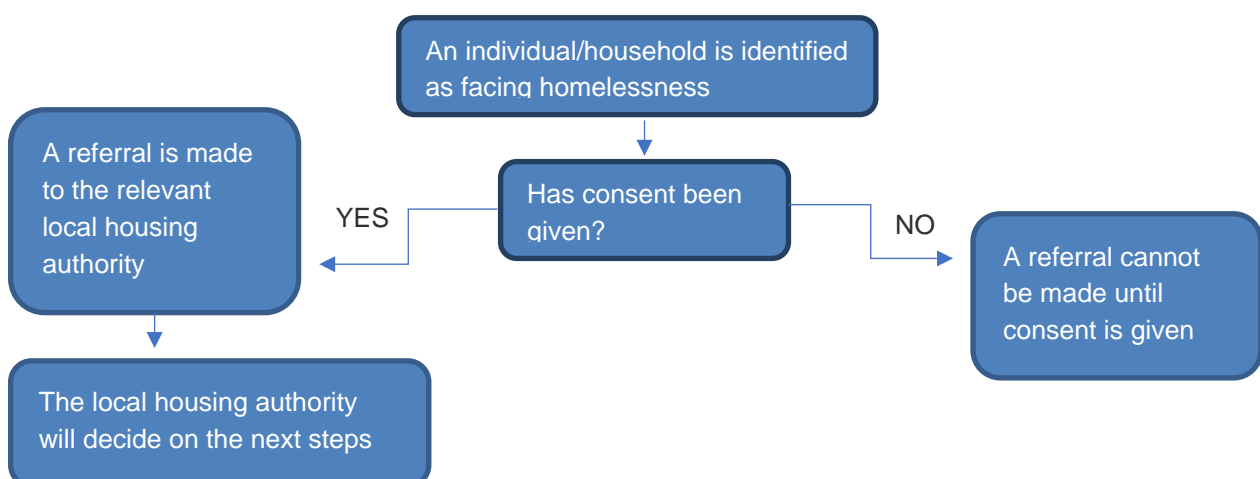 An individual/household is identified
as facing homelessness
Has consent been
given?
YES
NO
A referral is made
to the relevant
local housing
authority
A referral cannot
be made until
consent is given
The local housing authority
will decide on the next steps